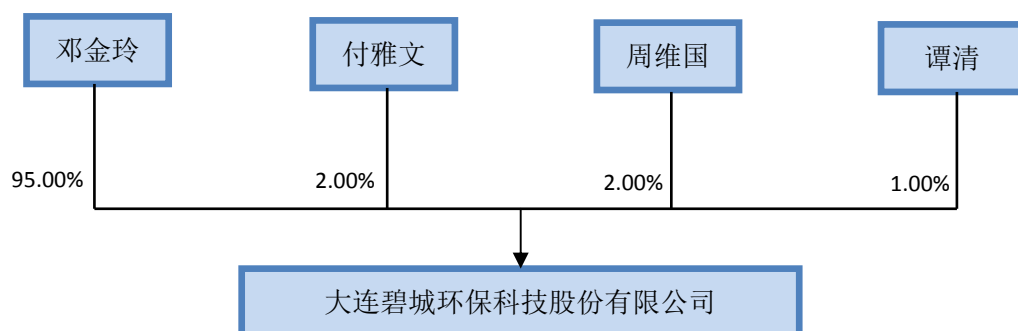 邓金玲
付雅文
周维国
谭清
95.00%
2.00%
2.00%
1.00%
大连碧城环保科技股份有限公司